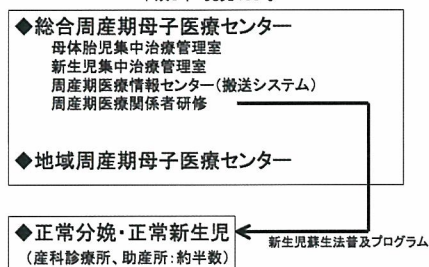 ◆総合周産期母子医療センター
母体胎児集中治療管理室
新生児集中治療管理室
周産期医療情報センター(搬送システム)
周産期医療関係者研修
◆地域周産期母子医療センター
◆正常分娩・正常新生児
(産科診療所、助産所:約半数)
新生児蘇生法普及プログラム